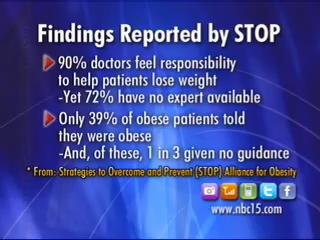 Findings Reported by STOP
90% doctors feel responsibility
to help patients lose weight
-Yet 72% have no expert available
Only 39% of obese patients told
they were obese
-And, of these, 1 in 3 given no guidance
* From: Strategies to Overcome and Prevent (STOP) Alliance for Obesity
www.nbc15.com